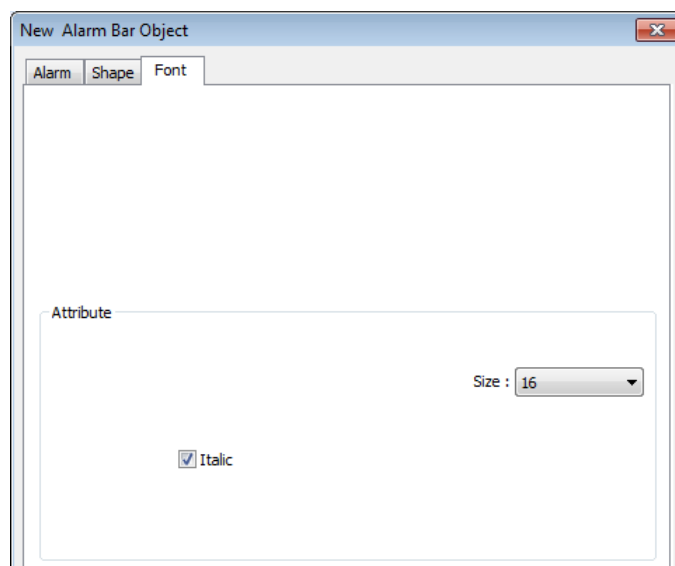 New Alarm Bar Object
Alarm Shape Font
Attribute
Size : 16
Italic